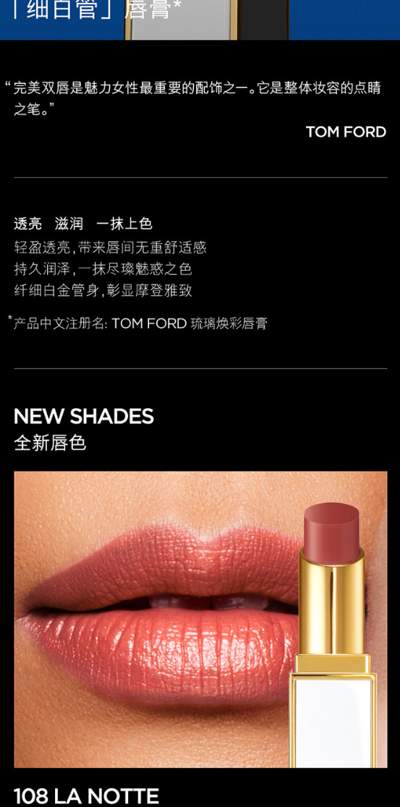 「细白管」唇膏*
“完美双唇是魅力女性最重要的配饰之一。它是整体妆容的点睛
之笔。”
TOM FORD
透亮 滋润 一抹上色
轻盈透亮,带来唇间无重舒适感
持久润泽,一抹尽璨魅惑之色
纤细白金管身,彰显摩登雅致
*产品中文注册名: TOM FORD 琉璃焕彩唇膏
NEW SHADES
全新唇色
108 LA NOTTE